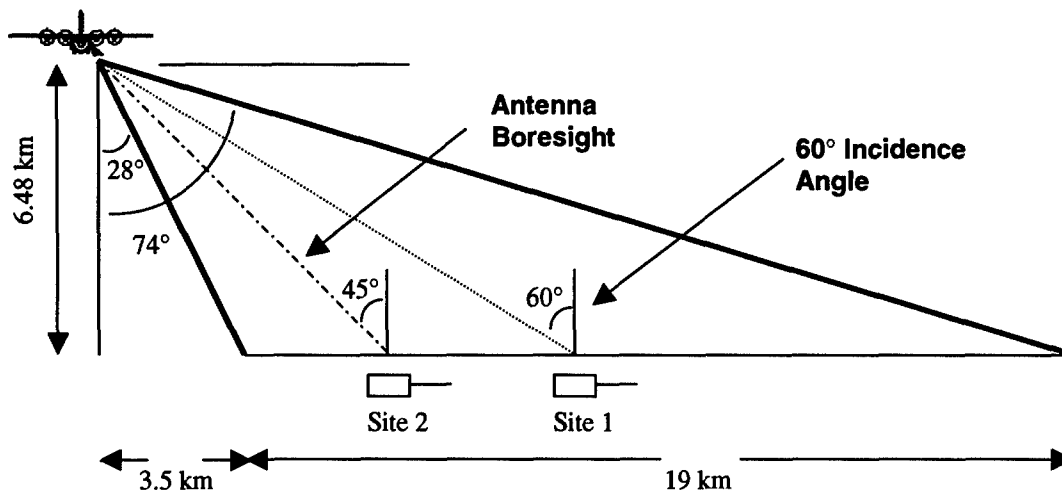 Antenna
Boresight
60° Incidence
Angle
6.48 km
28°
74°
45°
60°
Site 2
Site 1
3.5 km
19 km